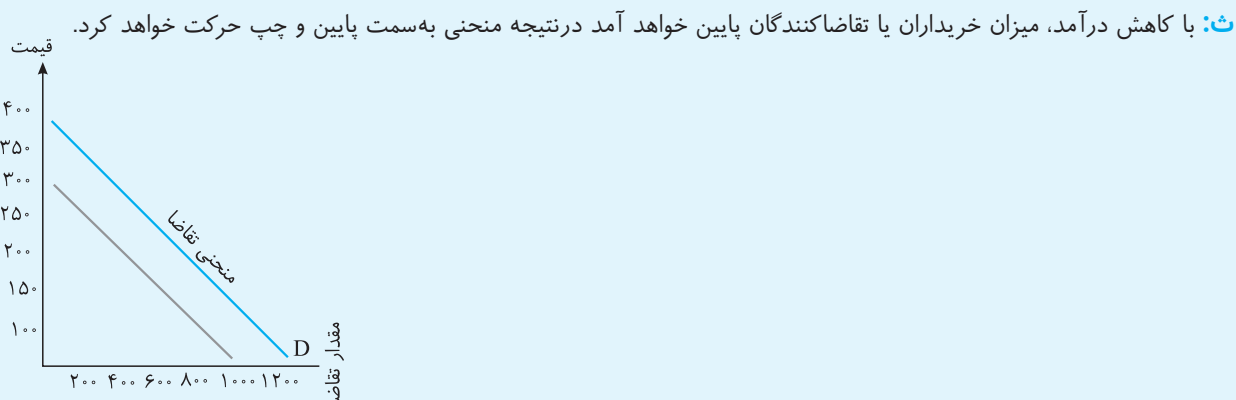 ث: با کاهش درآمد، میزان خریداران یا تقاضاکنندگان پایین خواهد آمد درنتیجه منحنی به‌سمت پایین و چپ حرکت خواهد کرد.
قیمت
۴۰۰
۳۵۰
۳۰۰
۲۵۰
۲۰۰
۱۵۰
۱۰۰
منحنی تقاضا
D
مقدار تقاض
۲۰۰ ۴۰۰ ۶۰۰ ۸۰۰ ۱۰۰۰ ۱۲۰۰